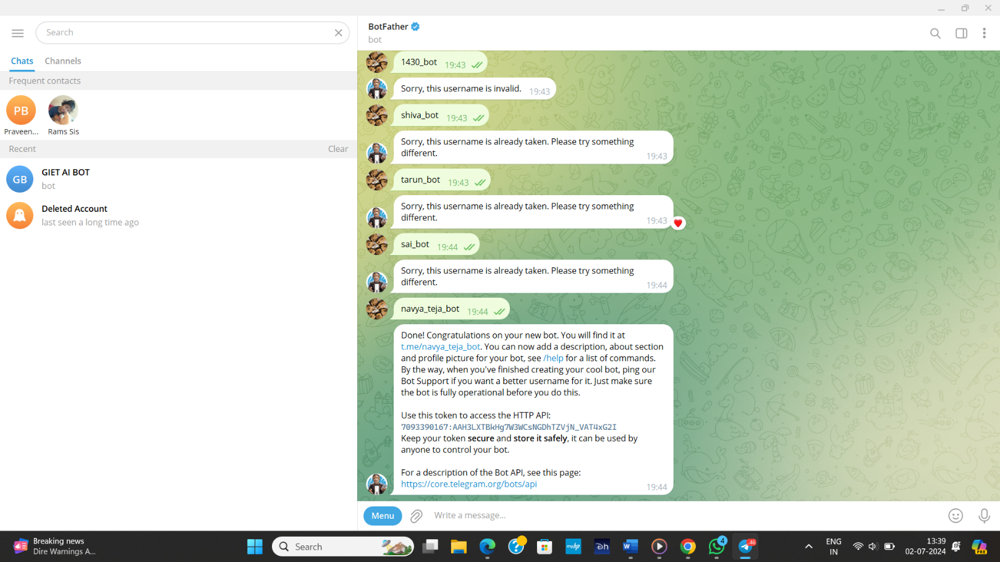 Search
Chats
Channels
Frequent contacts
PB
Praveen...
Rams Sis
Recent
Clear
GB
GIET AI BOT
bot
Deleted Account
last seen a long time ago
BotFather
bot
1430_bot 19:43
Sorry, this username is invalid. 19:43
shiva_bot 19:43
Sorry, this username is already taken. Please try something
different. 19:43
tarun_bot 19:43
Sorry, this username is already taken. Please try something
different. 19:43
sai_bot 19:44
Sorry, this username is already taken. Please try something
different. 19:44
navya_teja_bot 19:44
Done! Congratulations on your new bot. You will find it at
t.me/navya_teja_bot. You can now add a description, about section
and profile picture for your bot, see /help for a list of commands.
By the way, when you've finished creating your cool bot, ping our
Bot Support if you want a better username for it. Just make sure
the bot is fully operational before you do this.
Use this token to access the HTTP API:
7093390167:AAH3LXTBkHg7W3WCsNGDhTZVjN_VAT4xG2I
Keep your token secure and store it safely, it can be used by
anyone to control your bot.
For a description of the Bot API, see this page:
https://core.telegram.org/bots/api 19:44
Menu
Write a message...
Breaking news
Dire Warnings A...
Search
myhp
Dh
W
4
..46
ENG
IN
13:39
02-07-2024
PRE